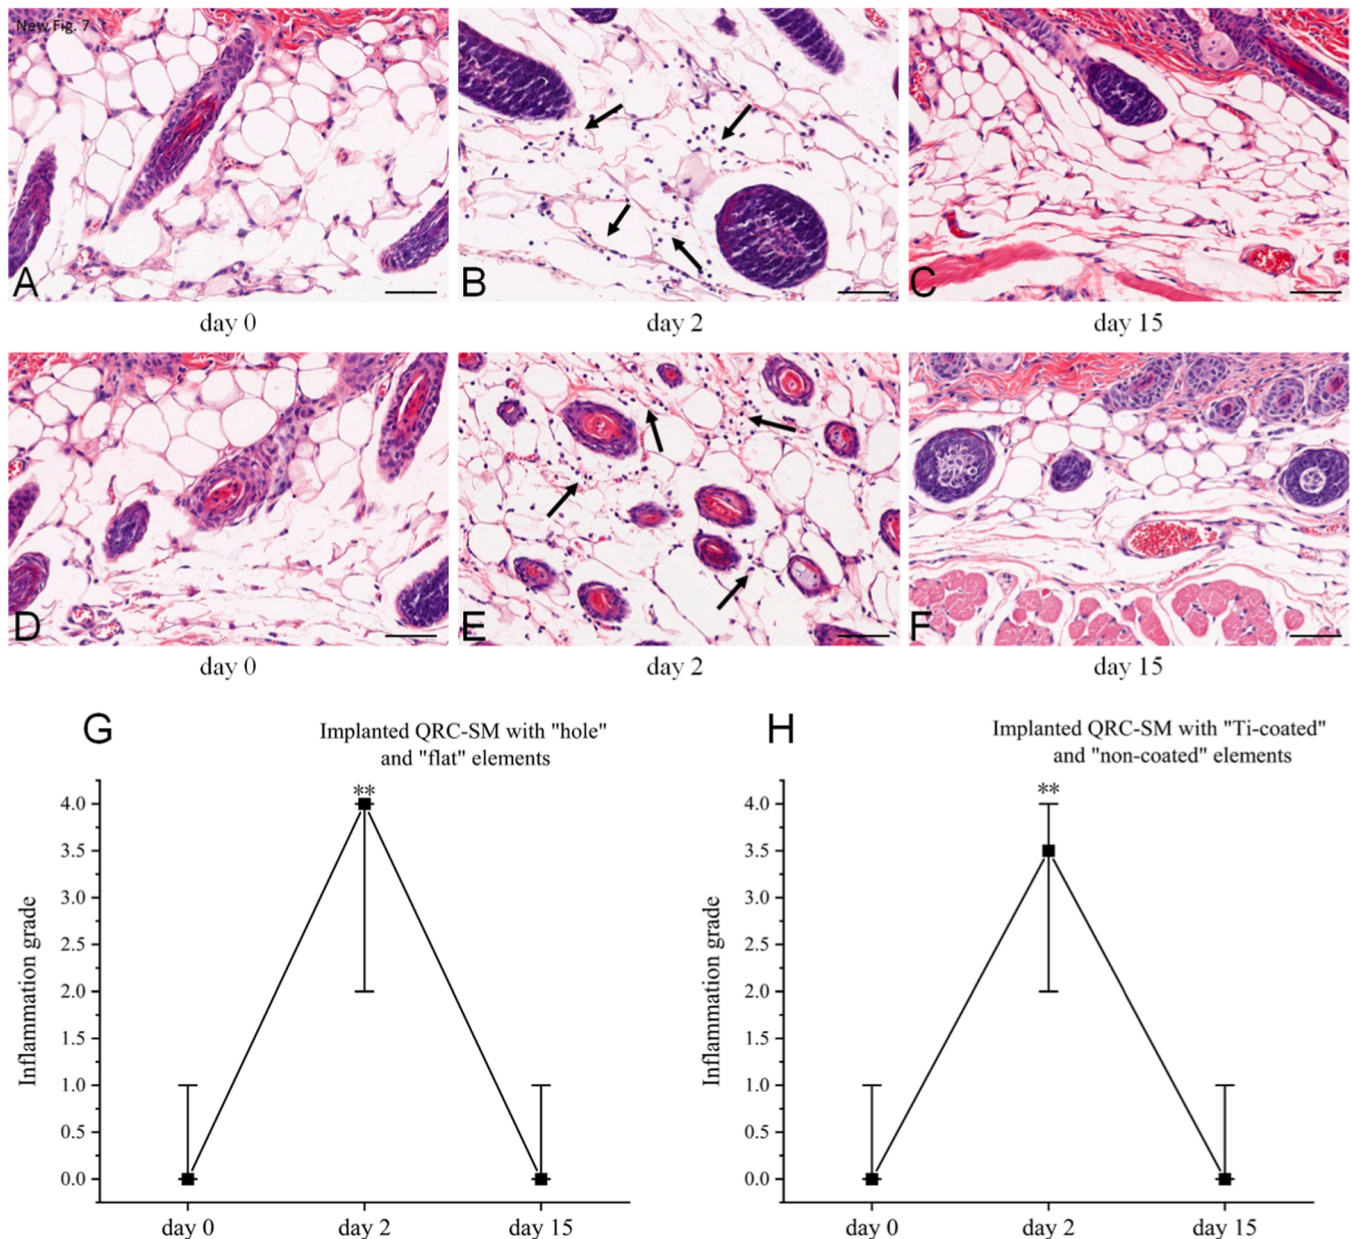 New Fig. 7
A
B
C
day 0
day 2
day 15
D
E
F
day 0
day 2
day 15
G
Implanted QRC-SM with "hole"
and "flat" elements
**
Inflammation grade
4.0
3.5
3.0
2.5
2.0
1.5
1.0
0.5
0.0
day 0
day 2
day 15
H
Implanted QRC-SM with "Ti-coated"
and "non-coated" elements
**
Inflammation grade
4.0
3.5
3.0
2.5
2.0
1.5
1.0
0.5
0.0
day 0
day 2
day 15